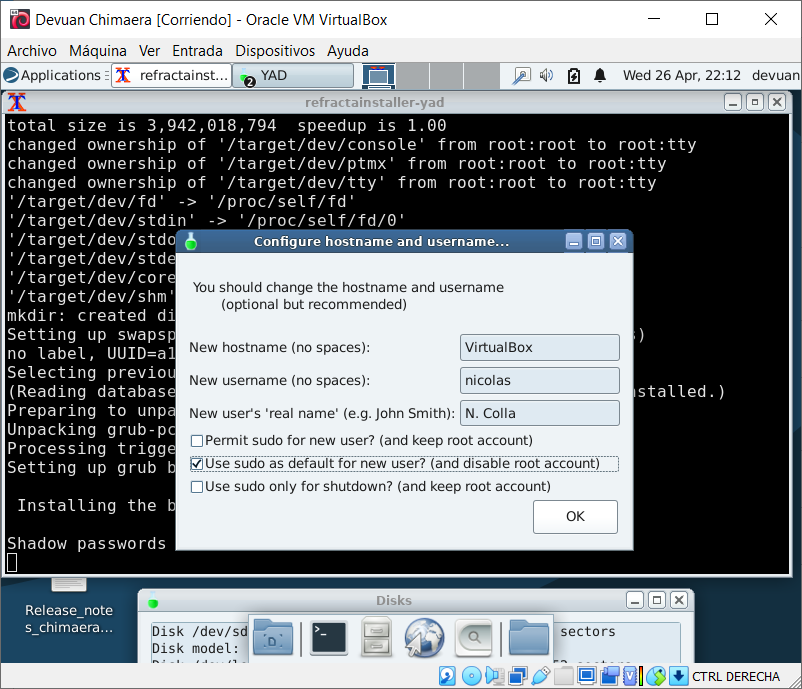 Devuan Chimaera [Corriendo] - Oracle VM VirtualBox
Archivo Máquina Ver Entrada Dispositivos Ayuda
Applications refractainst... 2 YAD Wed 26 Apr, 22:12 devuan
refractainstaller-yad
total size is 3,942,018,794 speedup is 1.00
changed ownership of '/target/dev/console' from root:root to root:tty
changed ownership of '/target/dev/ptmx' from root:root to root:tty
changed ownership of '/target/dev/tty' from root:root to root:tty
'/target/dev/fd' -> '/proc/self/fd'
'/target/dev/stdin' -> '/proc/self/fd/0'
'/target/dev/stdo
'/target/dev/stde
'/target/dev/core
'/target/dev/shm'
mkdir: created di
Setting up swapsp s)
no label, UUID=a1
Selecting previou
(Reading database nstalled.)
Preparing to unpa
Unpacking grub-pc
Processing trigge
Setting up grub b
Installing the b
Shadow passwords
Configure hostname and username...
You should change the hostname and username
(optional but recommended)
New hostname (no spaces): VirtualBox
New username (no spaces): nicolas
New user's 'real name' (e.g. John Smith): N. Colla
Permit sudo for new user? (and keep root account)
Use sudo as default for new user? (and disable root account)
Use sudo only for shutdown? (and keep root account)
OK
Release_note
s_chimaera...
Disks
Disk /dev/sd sectors
Disk model:
CTRL DERECHA